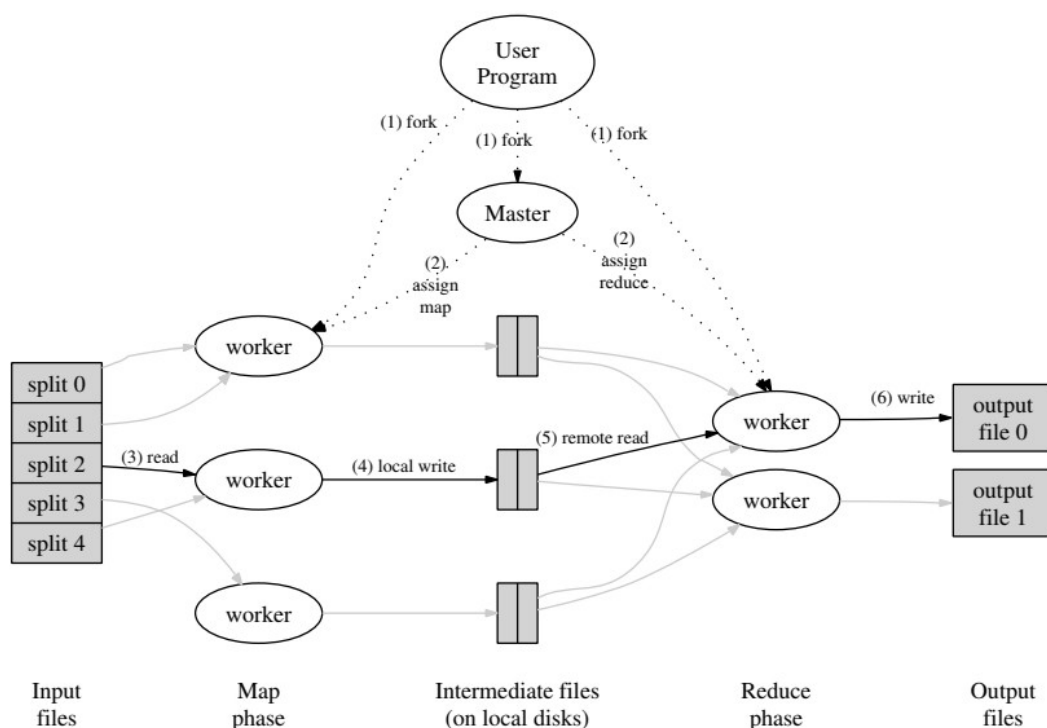 User
Program
(1) fork
(1) fork
(1) fork
Master
(2)
assign
map
(2)
assign
reduce
worker
split 0
split 1
split 2
split 3
split 4
(3) read
worker
(4) local write
(5) remote read
worker
(6) write
output
file 0
worker
output
file 1
worker
Input
files
Map
phase
Intermediate files
(on local disks)
Reduce
phase
Output
files